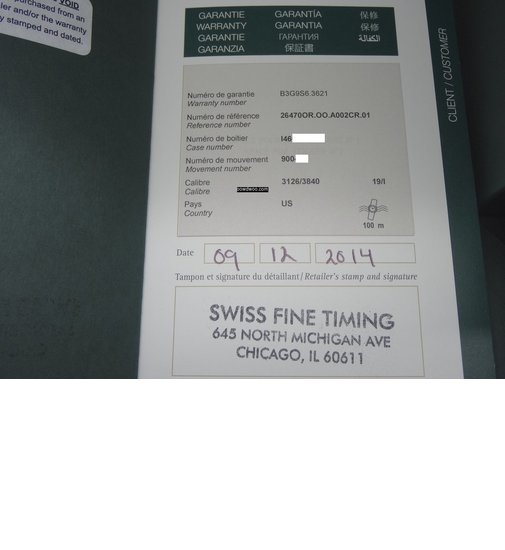 VOID
purchased from an
ler and/or the warranty
y stamped and dated.
GARANTIE GARANTÍA 保修
WARRANTY GARANTIA 保修
GARANTIE ГАРАНТИЯ الكفالة
GARANZIA 保証書
CLIENT / CUSTOMER
Numéro de garantie B3G9S6 3621
Warranty number
Numéro de référence 26470OR.OO.A002CR.01
Reference number
Numéro de boîtier I46
Case number
Numéro de mouvement 900
Movement number
Calibre 3126/3840 19/I
Calibre powdwoo.com
Pays US
Country
100 m
Date 09 12 2014
Tampon et signature du détaillant / Retailer's stamp and signature
SWISS FINE TIMING
645 NORTH MICHIGAN AVE
CHICAGO, IL 60611